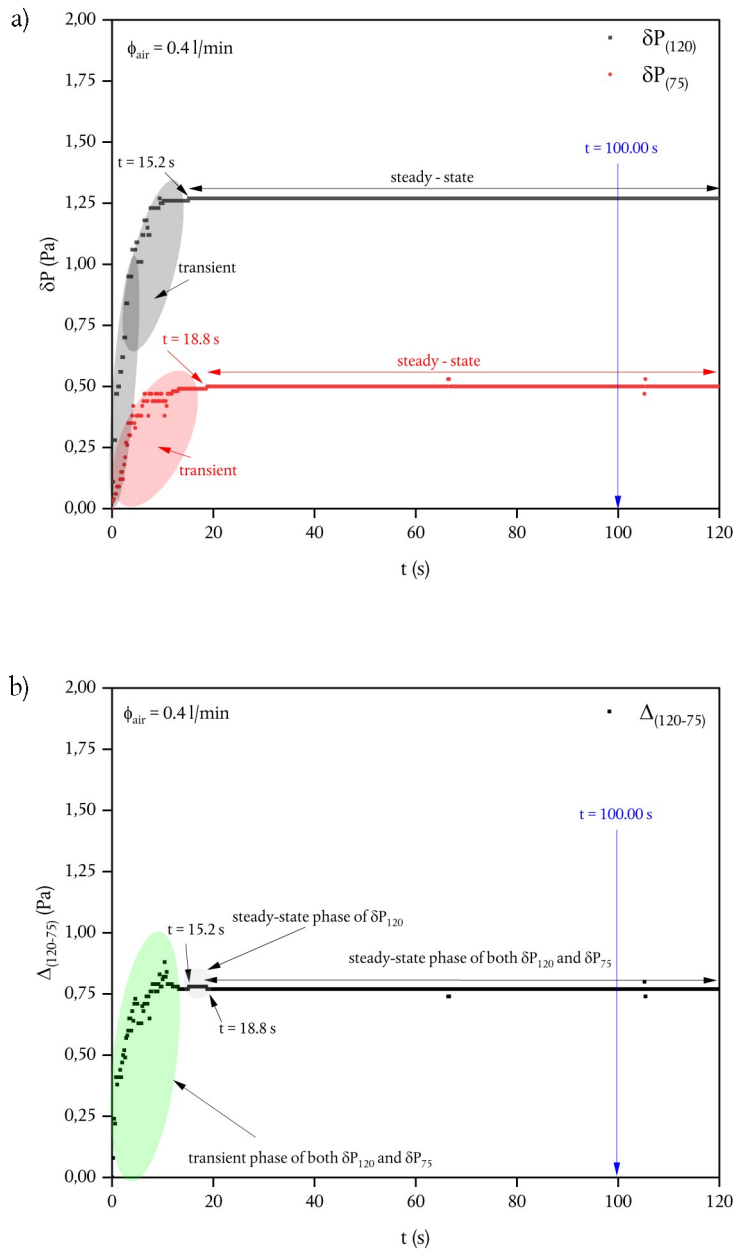 a)
2,00
1,75
1,50
1,25
1,00
0,75
0,50
0,25
0,00
δP (Pa)
ϕair = 0.4 l/min
δP(120)
δP(75)
t = 15.2 s
steady - state
t = 100.00 s
transient
t = 18.8 s
steady - state
transient
0 20 40 60 80 100 120
t (s)
b)
2,00
1,75
1,50
1,25
1,00
0,75
0,50
0,25
0,00
Δ(120-75) (Pa)
ϕair = 0.4 l/min
Δ(120-75)
t = 100.00 s
steady-state phase of δP120
t = 15.2 s
steady-state phase of both δP120 and δP75
t = 18.8 s
transient phase of both δP120 and δP75
0 20 40 60 80 100 120
t (s)